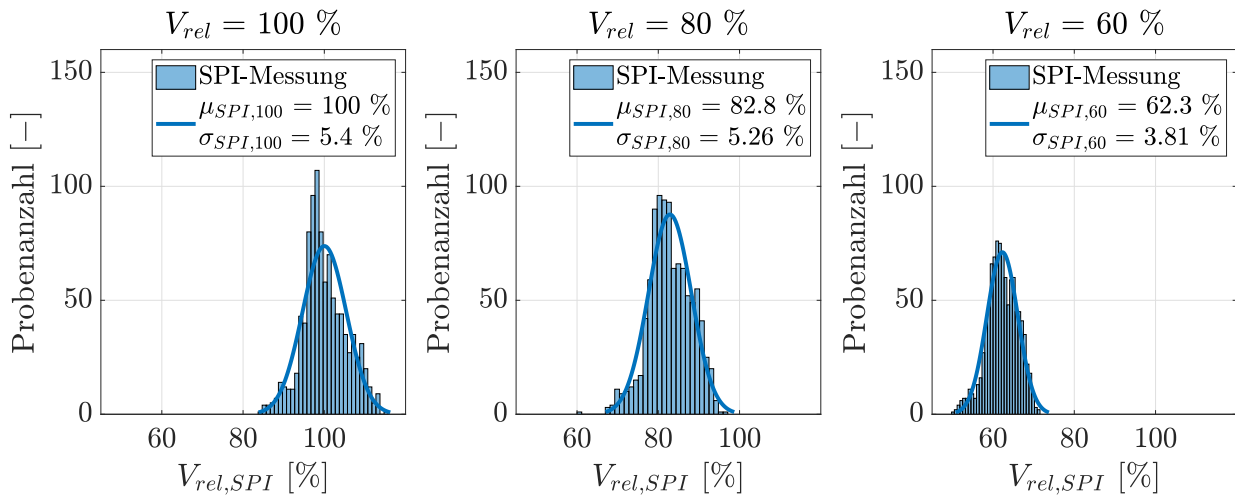 V_rel = 100 %
150
100
50
0
60
80
100
Probenanzahl [−]
V_rel,SPI [%]
SPI-Messung
μ_SPI,100 = 100 %
σ_SPI,100 = 5.4 %
V_rel = 80 %
150
100
50
0
60
80
100
Probenanzahl [−]
V_rel,SPI [%]
SPI-Messung
μ_SPI,80 = 82.8 %
σ_SPI,80 = 5.26 %
V_rel = 60 %
150
100
50
0
60
80
100
Probenanzahl [−]
V_rel,SPI [%]
SPI-Messung
μ_SPI,60 = 62.3 %
σ_SPI,60 = 3.81 %